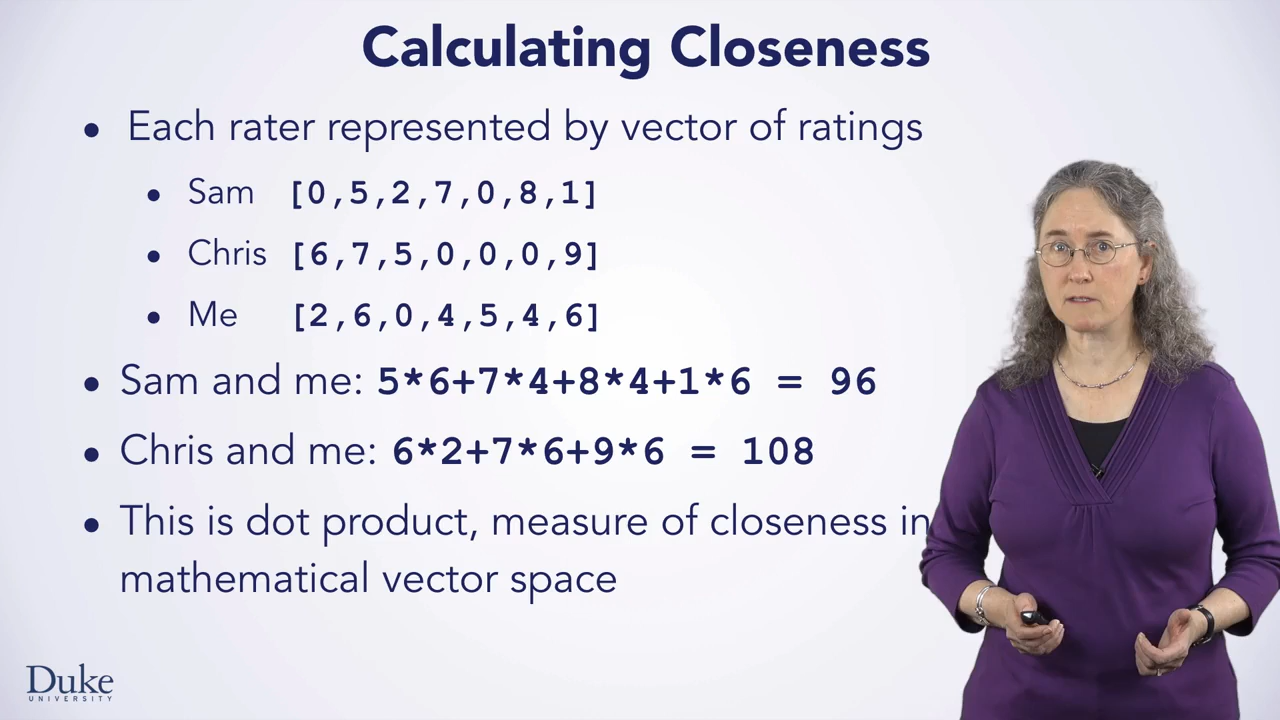 Calculating Closeness
• Each rater represented by vector of ratings
• Sam [0,5,2,7,0,8,1]
• Chris [6,7,5,0,0,0,9]
• Me [2,6,0,4,5,4,6]
• Sam and me: 5*6+7*4+8*4+1*6 = 96
• Chris and me: 6*2+7*6+9*6 = 108
• This is dot product, measure of closeness in
mathematical vector space
Duke
UNIVERSITY